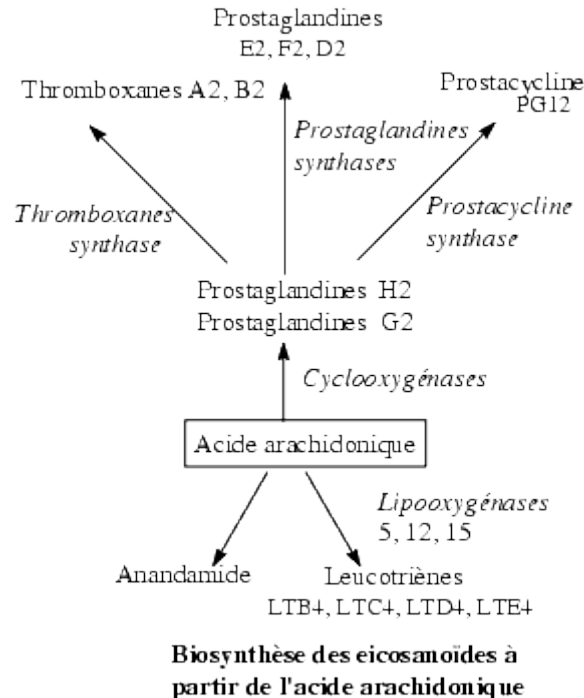 Prostaglandines
E2, F2, D2
Thromboxanes A2, B2
Prostacycline
PG12
Prostaglandines
synthases
Thromboxanes
synthase
Prostacycline
synthase
Prostaglandines H2
Prostaglandines G2
Cyclooxygénases
Acide arachidonique
Lipooxygénases
5, 12, 15
Anandamide
Leucotriènes
LTB4, LTC4, LTD4, LTE4
Biosynthèse des eicosanoïdes à
partir de l'acide arachidonique